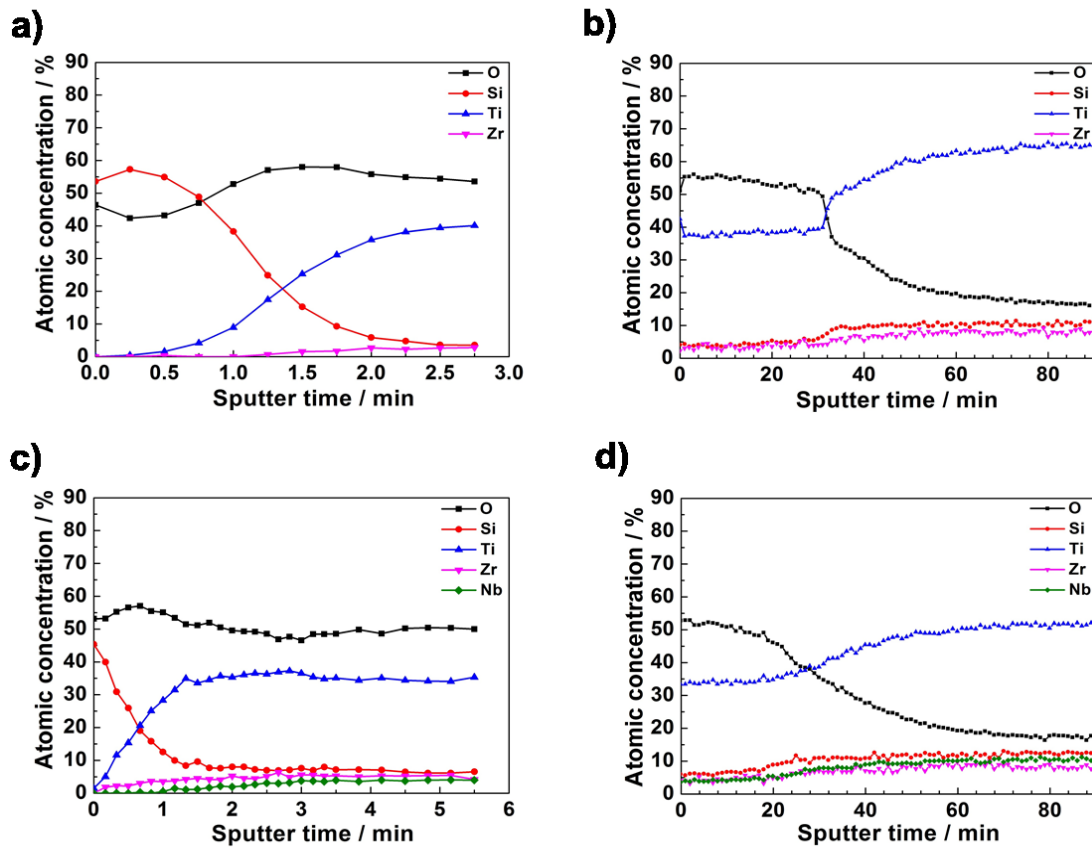 a)
90
80
70
60
50
40
30
20
10
0
Atomic concentration / %
O
Si
Ti
Zr
0.0 0.5 1.0 1.5 2.0 2.5 3.0
Sputter time / min
b)
90
80
70
60
50
40
30
20
10
0
Atomic concentration / %
O
Si
Ti
Zr
0 20 40 60 80
Sputter time / min
c)
90
80
70
60
50
40
30
20
10
0
Atomic concentration / %
O
Si
Ti
Zr
Nb
0 1 2 3 4 5 6
Sputter time / min
d)
90
80
70
60
50
40
30
20
10
0
Atomic concentration / %
O
Si
Ti
Zr
Nb
0 20 40 60 80
Sputter time / min